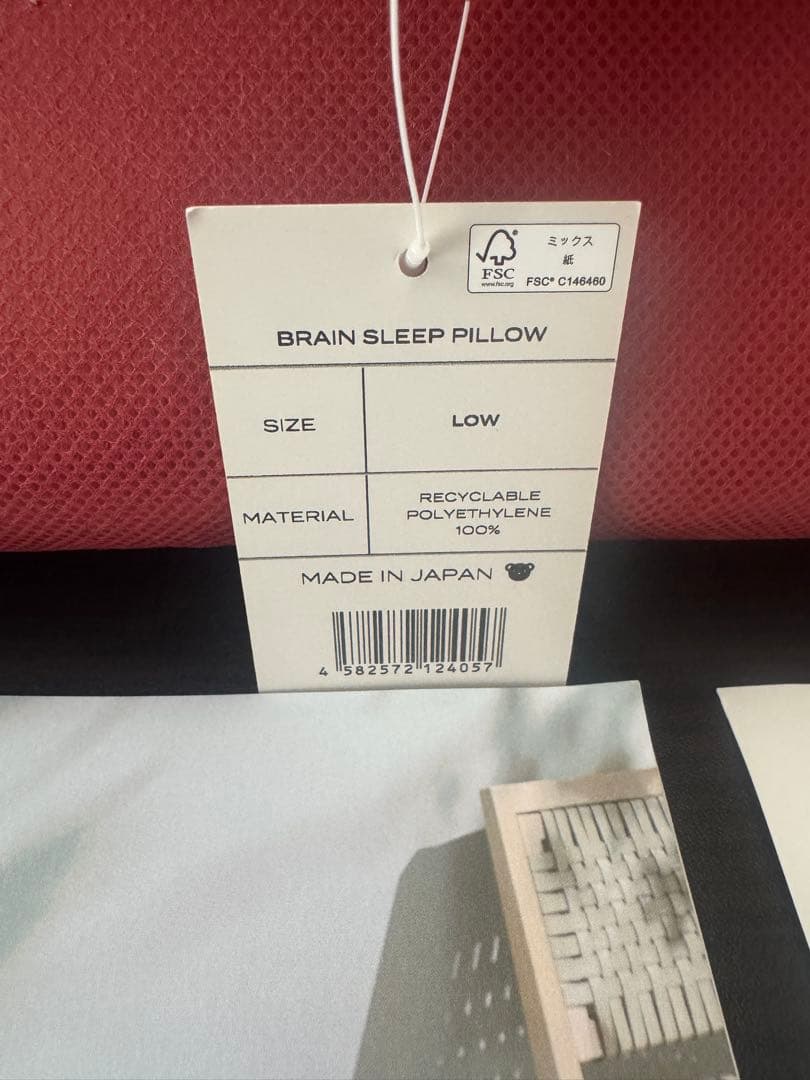 ミックス
紙
FSC
www.fsc.org
FSC® C146460
BRAIN SLEEP PILLOW
SIZE
LOW
MATERIAL
RECYCLABLE
POLYETHYLENE
100%
MADE IN JAPAN
4 582572 124057